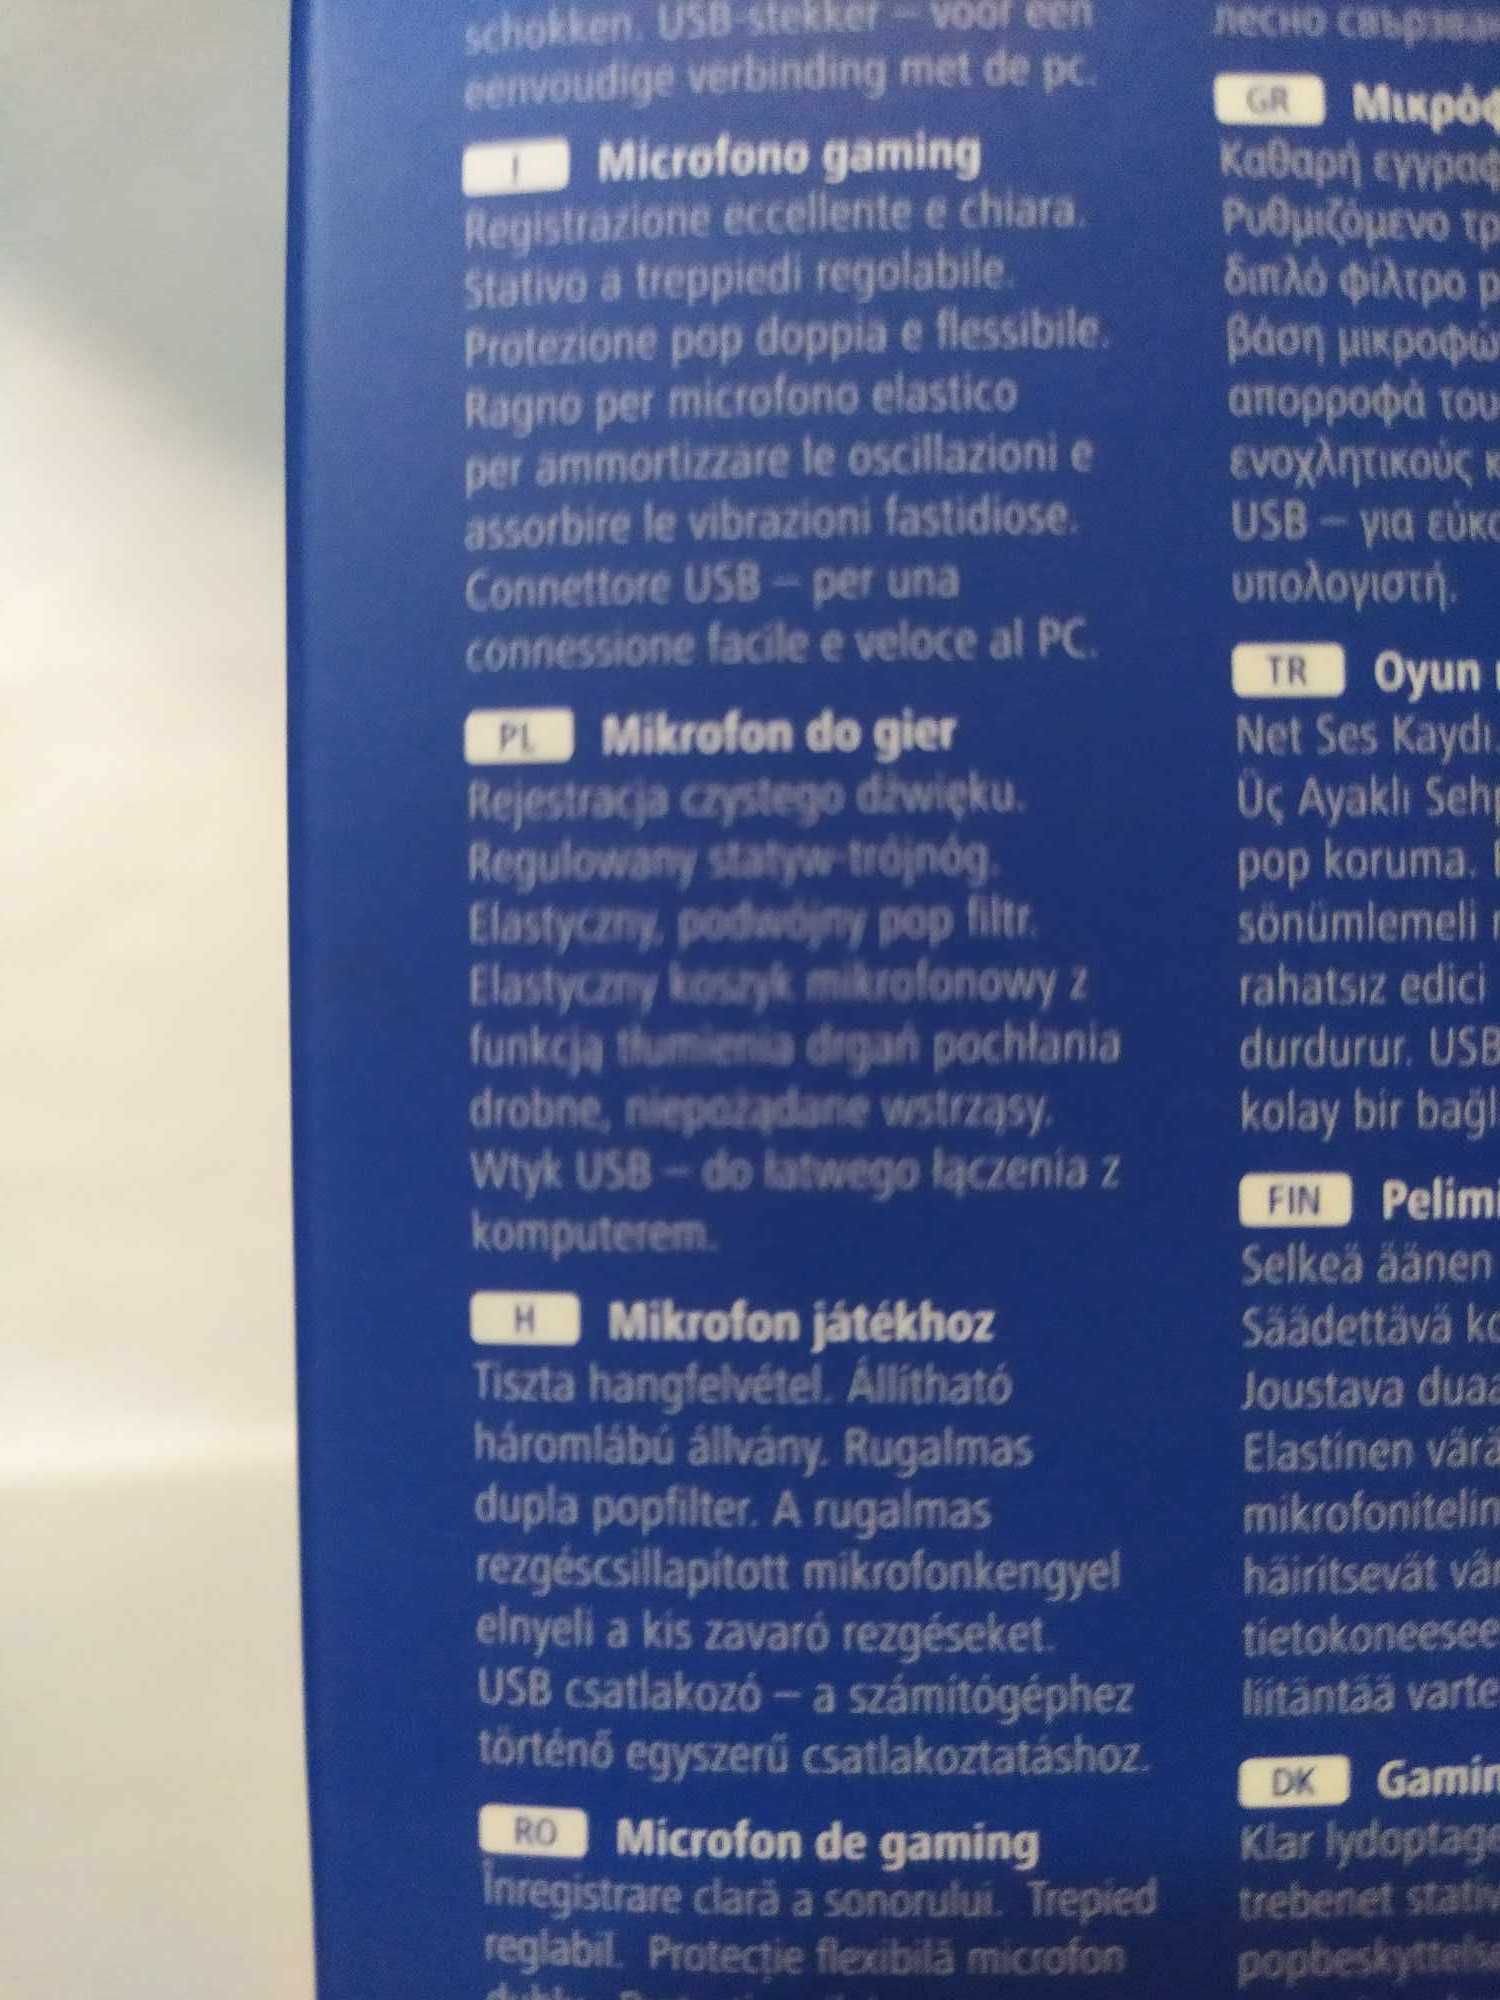 schokken. USB-stekker – voor een
eenvoudige verbinding met de pc.
I Microfono gaming
Registrazione eccellente e chiara.
Stativo a treppiedi regolabile.
Protezione pop doppia e flessibile.
Ragno per microfono elastico
per ammortizzare le oscillazioni e
assorbire le vibrazioni fastidiose.
Connettore USB – per una
connessione facile e veloce al PC.
PL Mikrofon do gier
Rejestracja czystego dźwięku.
Regulowany statyw-trójnóg.
Elastyczny, podwójny pop filtr.
Elastyczny koszyk mikrofonowy z
funkcją tłumienia drgań pochłania
drobne, niepożądane wstrząsy.
Wtyk USB – do łatwego łączenia z
komputerem.
H Mikrofon játékhoz
Tiszta hangfelvétel. Állítható
háromlábú állvány. Rugalmas
dupla popfilter. A rugalmas
rezgéscsillapított mikrofonkengyel
elnyeli a kis zavaró rezgéseket.
USB csatlakozó – a számítógéphez
történő egyszerű csatlakoztatáshoz.
RO Microfon de gaming
Înregistrare clară a sonorului. Trepied
reglabil. Protecție flexibilă microfon
лесно
GR
Καθαρή
Ρυθμιζόμενο
διπλό φίλτρο
βάση
απορροφά
ενοχλητικούς
USB – για
υπολογιστή.
TR Oyun
Net Ses Kaydı.
Üç Ayaklı
pop koruma.
sönümlemeli
rahatsız edici
durdurur. USB
kolay bir
FIN
Selkeä äänen
Säädettävä
Joustava
Elastinen
häiritsevät
liitäntää
DK
Klar
trebenet